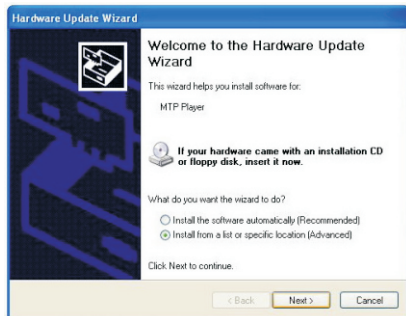 Hardware Update Wizard
Welcome to the Hardware Update
Wizard
This wizard helps you install software for:
MTP Player
If your hardware came with an installation CD
or floppy disk, insert it now.
What do you want the wizard to do?
Install the software automatically (Recommended)
Install from a list or specific location (Advanced)
Click Next to continue.
< Back Next > Cancel